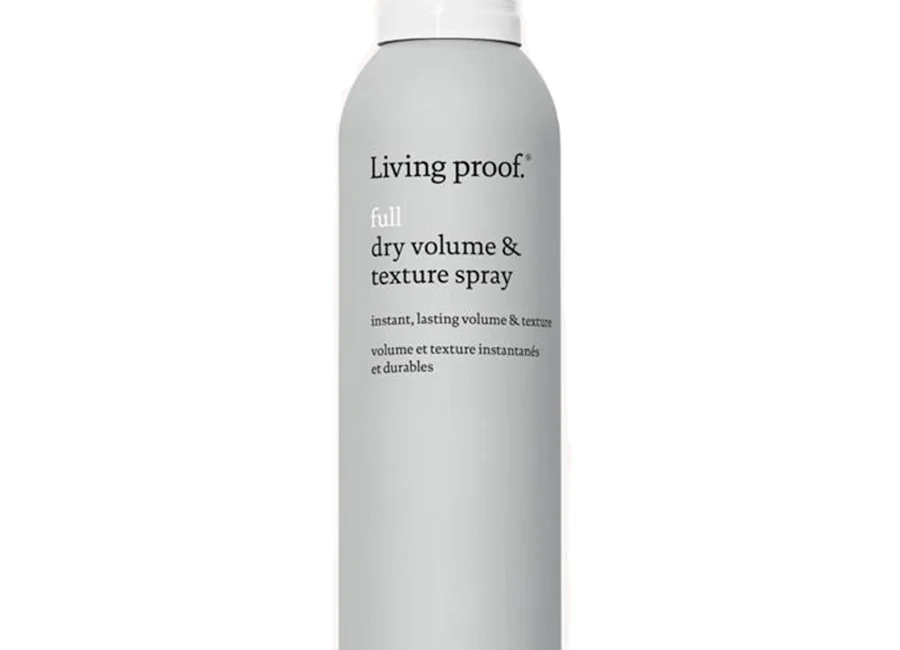 Living proof.®
full
dry volume &
texture spray
instant, lasting volume & texture
volume et texture instantanés
et durables